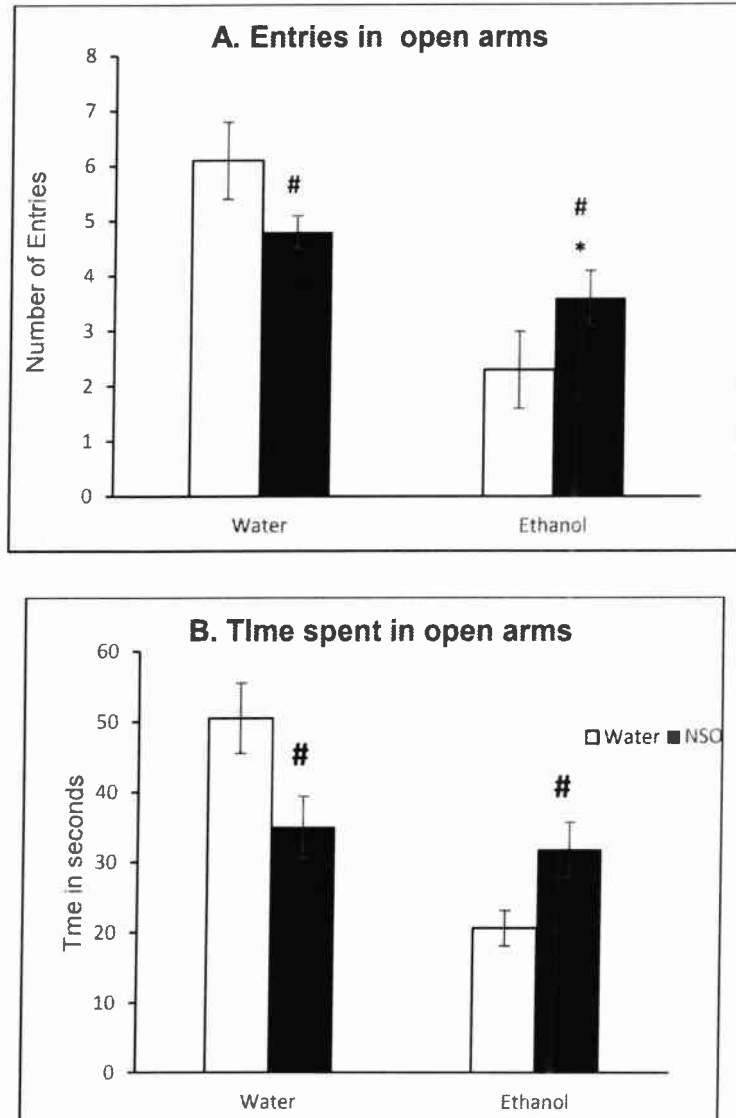 A. Entries in open arms
8
7
6
5
4
3
2
1
0
Number of Entries
#
#
*
Water
Ethanol
B. TIme spent in open arms
60
50
40
30
20
10
0
Tme in seconds
#
#
Water NSO
Water
Ethanol